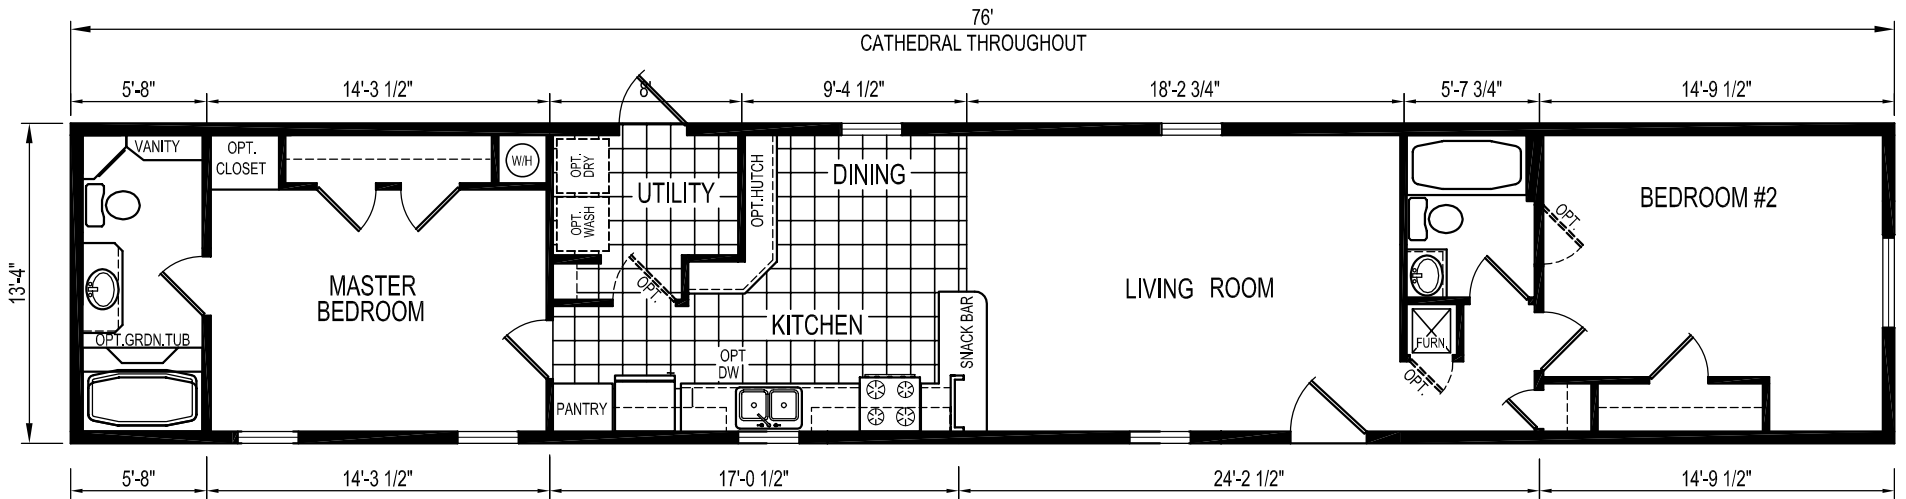 76'
CATHEDRAL THROUGHOUT
5'-8"
14'-3 1/2"
8'
9'-4 1/2"
18'-2 3/4"
5'-7 3/4"
14'-9 1/2"
13'-4"
VANITY
OPT.
CLOSET
W/H
OPT.
DRY
OPT.
WASH
UTILITY
OPT.HUTCH
DINING
BEDROOM #2
OPT.
MASTER
BEDROOM
OPT.
LIVING ROOM
KITCHEN
SNACK BAR
OPT.GRDN.TUB
FURN
OPT
DW
OPT.
PANTRY
5'-8"
14'-3 1/2"
17'-0 1/2"
24'-2 1/2"
14'-9 1/2"